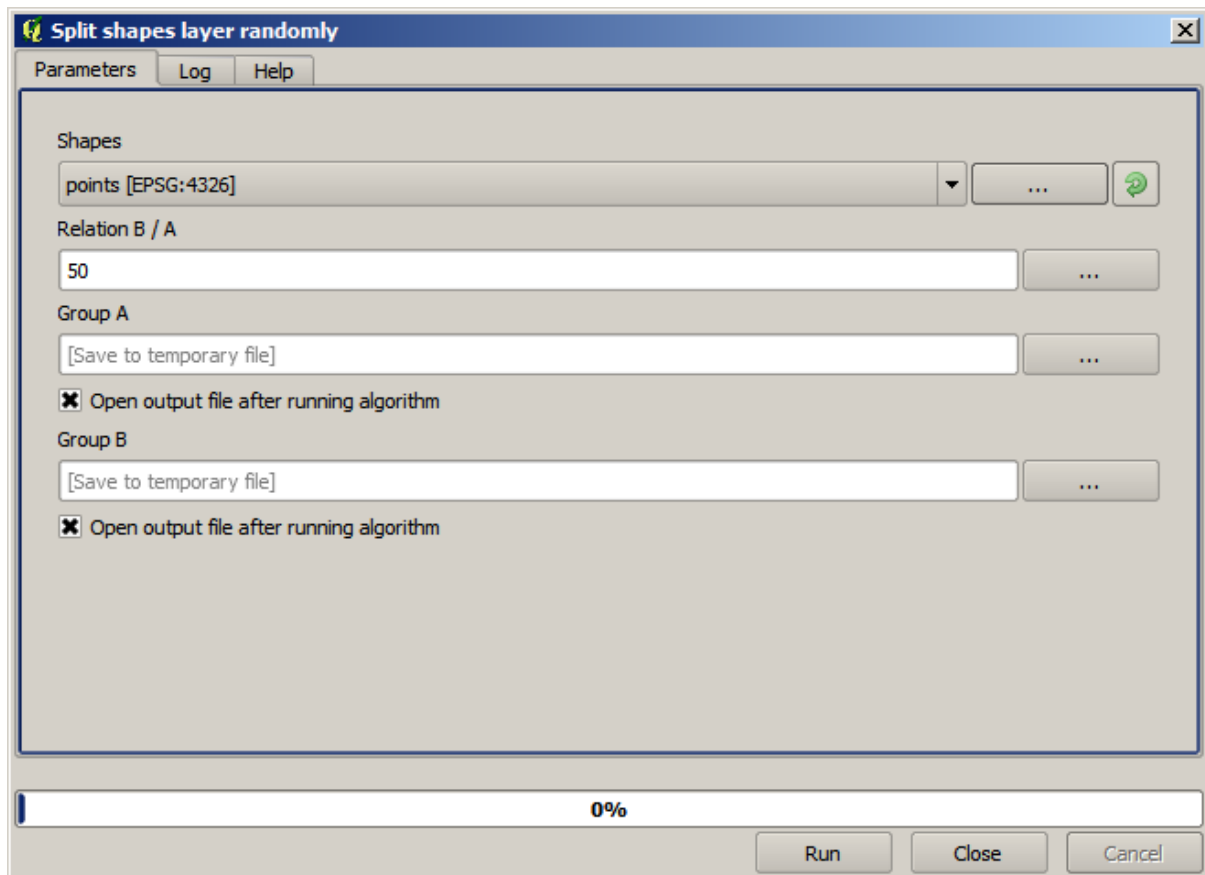 Split shapes layer randomly
Parameters Log Help
Shapes
points [EPSG:4326] ...
Relation B / A
50 ...
Group A
[Save to temporary file] ...
Open output file after running algorithm
Group B
[Save to temporary file] ...
Open output file after running algorithm
0%
Run Close Cancel